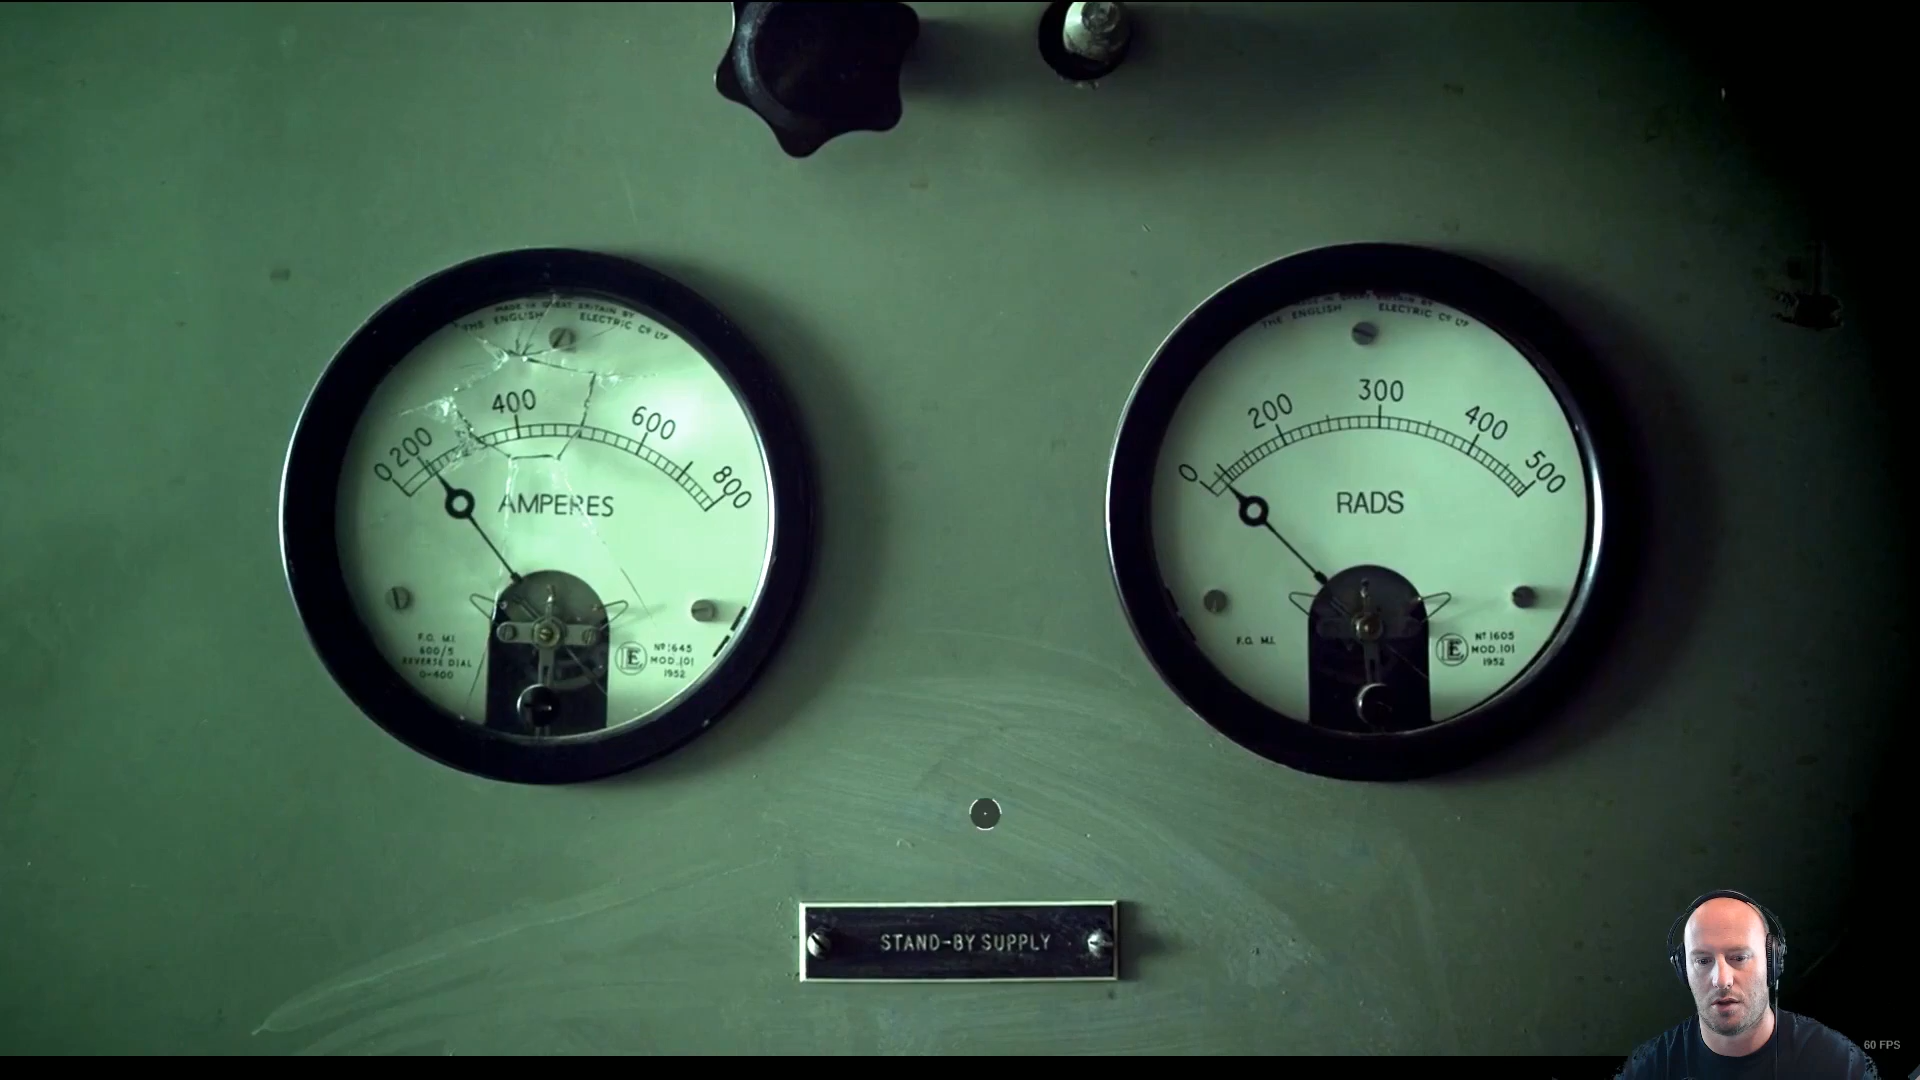 MADE IN GREAT BRITAIN BY
THE ENGLISH ELECTRIC Co LTD
0 200 400 600 800
AMPERES
F.O. M.I.
600/5
REVERSE DIAL
0-400
E
No 1645
MOD.101
1952
MADE IN GREAT BRITAIN BY
THE ENGLISH ELECTRIC Co LTD
0 200 300 400 500
RADS
F.O. M.I.
E
No 1605
MOD.101
1952
STAND-BY SUPPLY
60 FPS